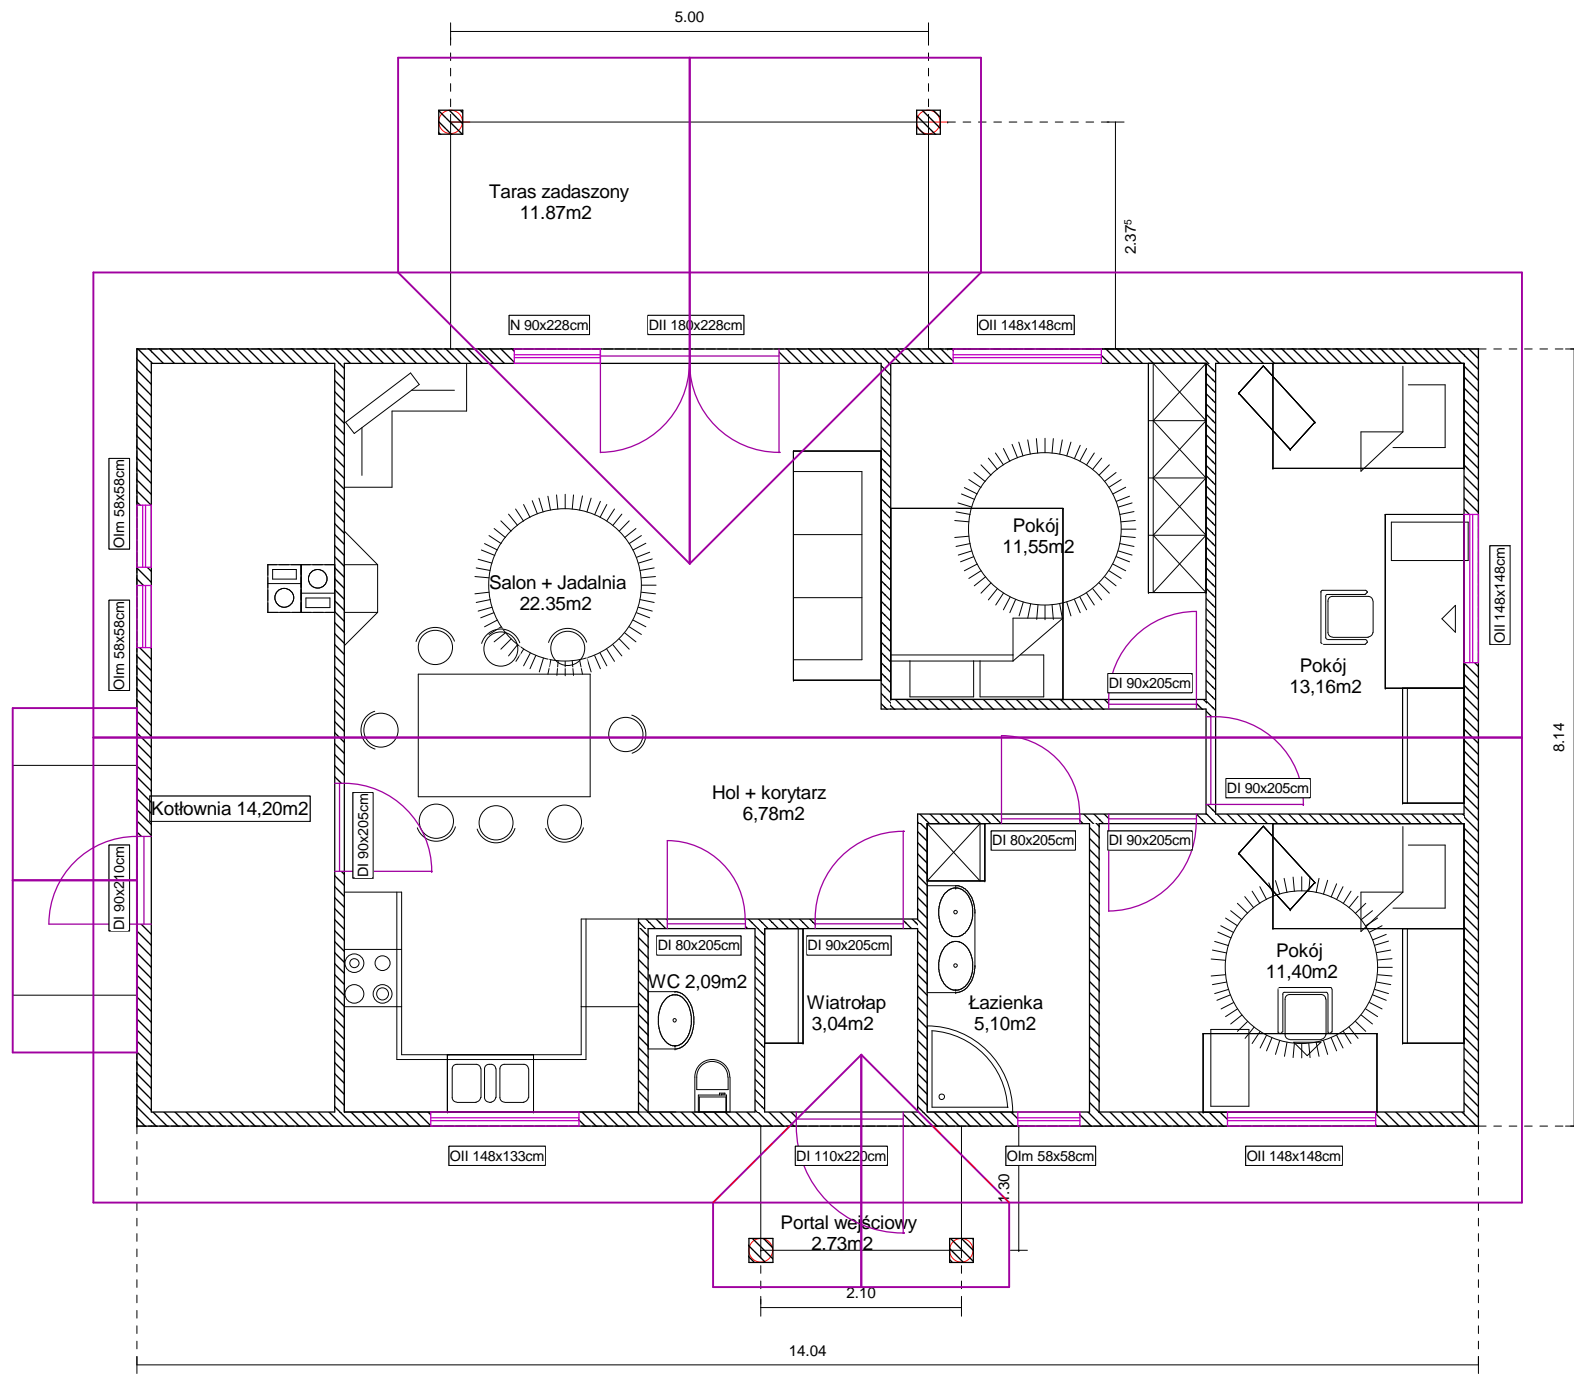 5.00
Taras zadaszony
11.87m2
2.37⁵
N 90x228cm
DII 180x228cm
OII 148x148cm
OIm 58x58cm
OIm 58x58cm
Salon + Jadalnia
22.35m2
Pokój
11,55m2
OII 148x148cm
Pokój
13,16m2
DI 90x205cm
8.14
Kotłownia 14,20m2
Hol + korytarz
6,78m2
DI 90x205cm
DI 90x205cm
DI 90x210cm
DI 80x205cm
DI 90x205cm
DI 80x205cm
DI 90x205cm
WC 2,09m2
Wiatrołap
3,04m2
Łazienka
5,10m2
Pokój
11,40m2
OII 148x133cm
DI 110x220cm
OIm 58x58cm
OII 148x148cm
1.30
Portal wejściowy
2.73m2
2.10
14.04